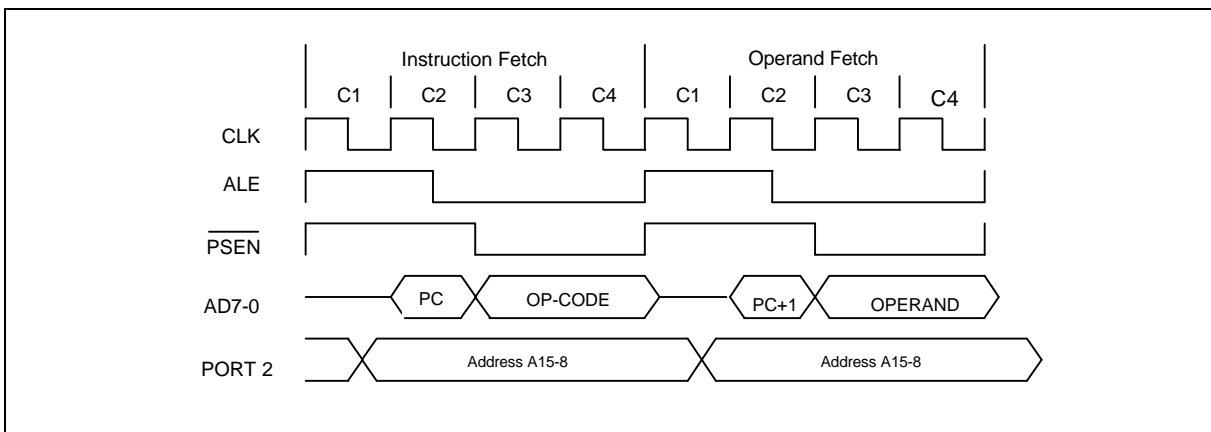 Instruction Fetch Operand Fetch
C1 C2 C3 C4 C1 C2 C3 C4
CLK
ALE
PSEN
AD7-0 PC OP-CODE PC+1 OPERAND
PORT 2 Address A15-8 Address A15-8